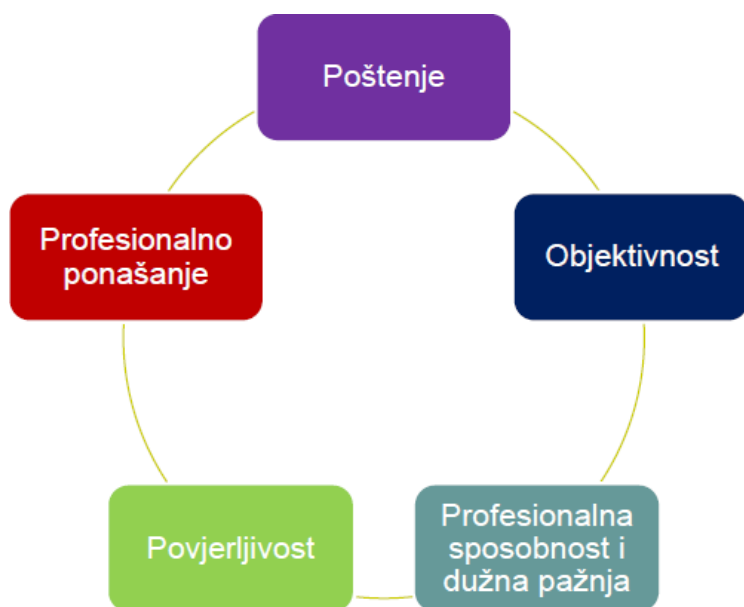 Poštenje
Objektivnost
Profesionalna
sposobnost i
dužna pažnja
Povjerljivost
Profesionalno
ponašanje